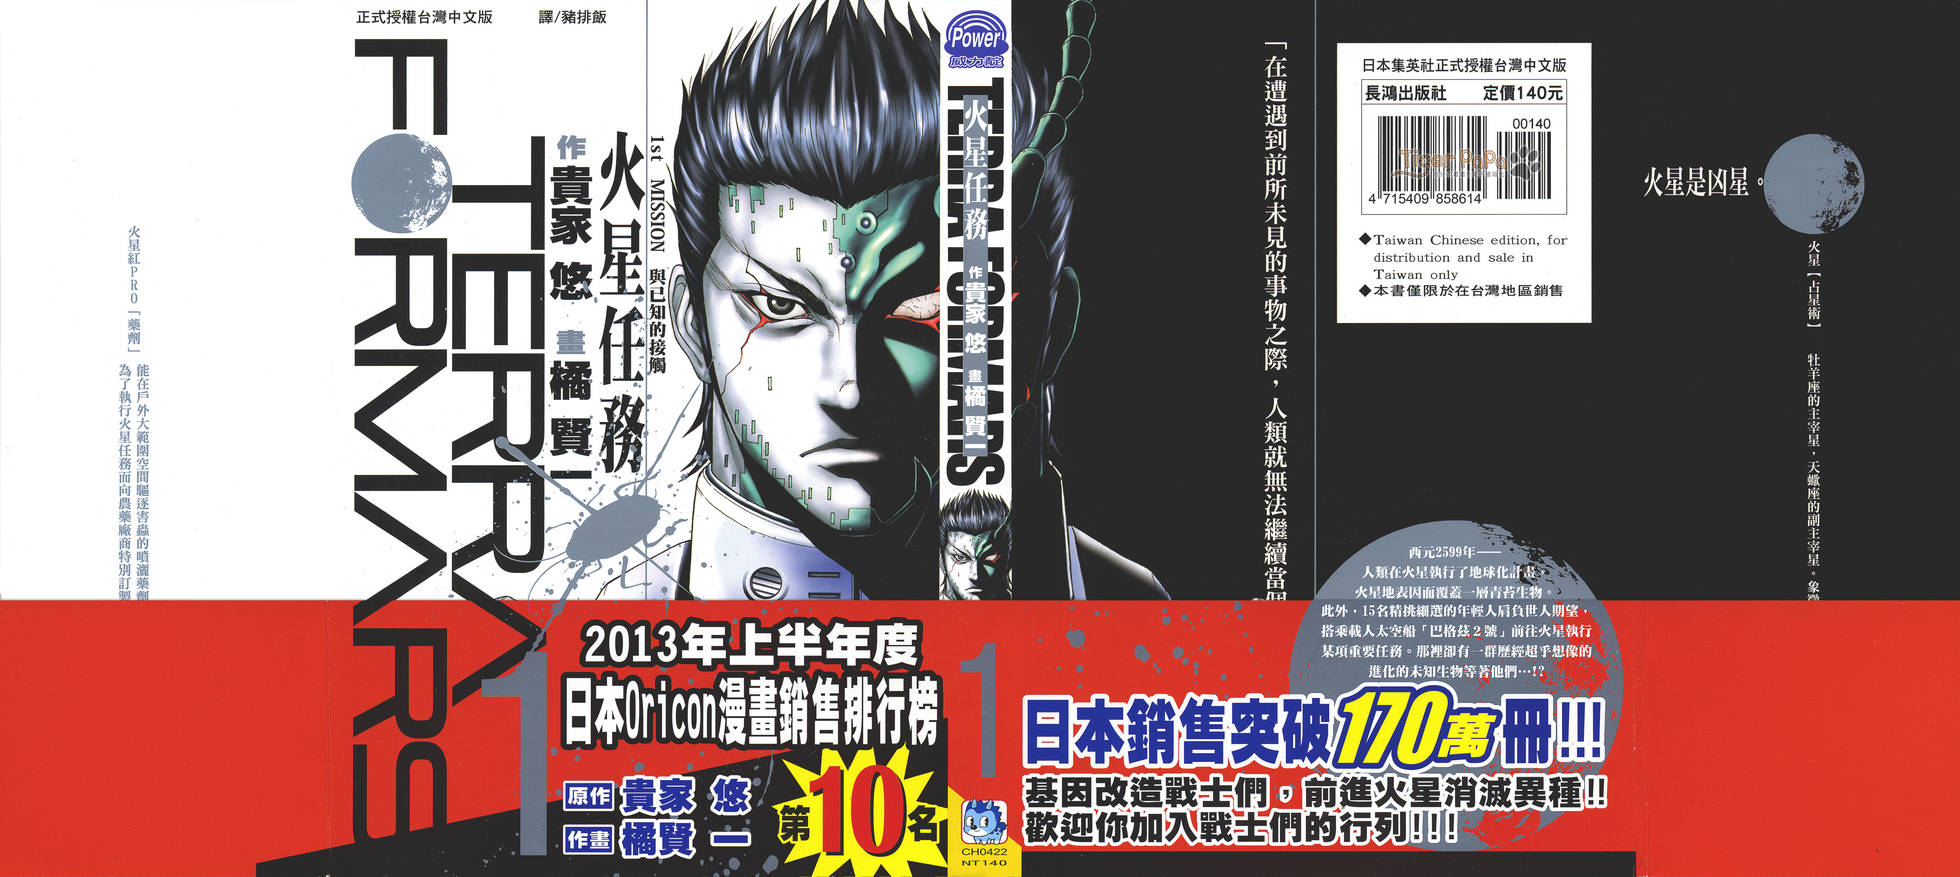 正式授權台灣中文版
譯/豬排飯
TERRA
FORMARS
作 貴家 悠 畫 橘 賢一
火星任務
1st MISSION 與已知的接觸
火星紅PRO「藥劑」
能在戶外大範圍空間驅逐害蟲的噴灑藥劑
為了執行火星任務而向農藥廠商特別訂製
1
2013年上半年度
日本Oricon漫畫銷售排行榜
第10名
原作 貴家 悠
作畫 橘賢一
Power
威力誌
TERRA FORMARS
火星任務
作 貴家 悠 畫 橘 賢一
1
CH0422
NT140
「在遭遇到前所未見的事物之際，人類就無法繼續當個
日本集英社正式授權台灣中文版
長鴻出版社 定價140元
00140
Tiger PaPa
4 715409 858614
◆Taiwan Chinese edition, for
distribution and sale in
Taiwan only
◆本書僅限於在台灣地區銷售
西元2599年——
人類在火星執行了地球化計畫，
火星地表因而覆蓋一層青苔生物。
此外，15名精挑細選的年輕人肩負世人期望，
搭乘載人太空船「巴格茲2號」前往火星執行
某項重要任務。那裡卻有一群歷經超乎想像的
進化的未知生物等著他們…!?
日本銷售突破170萬冊!!!
基因改造戰士們，前進火星消滅異種!!
歡迎你加入戰士們的行列!!!
火星是凶星。
火星【占星術】 牡羊座的主宰星，天蠍座的副主宰星。象徵